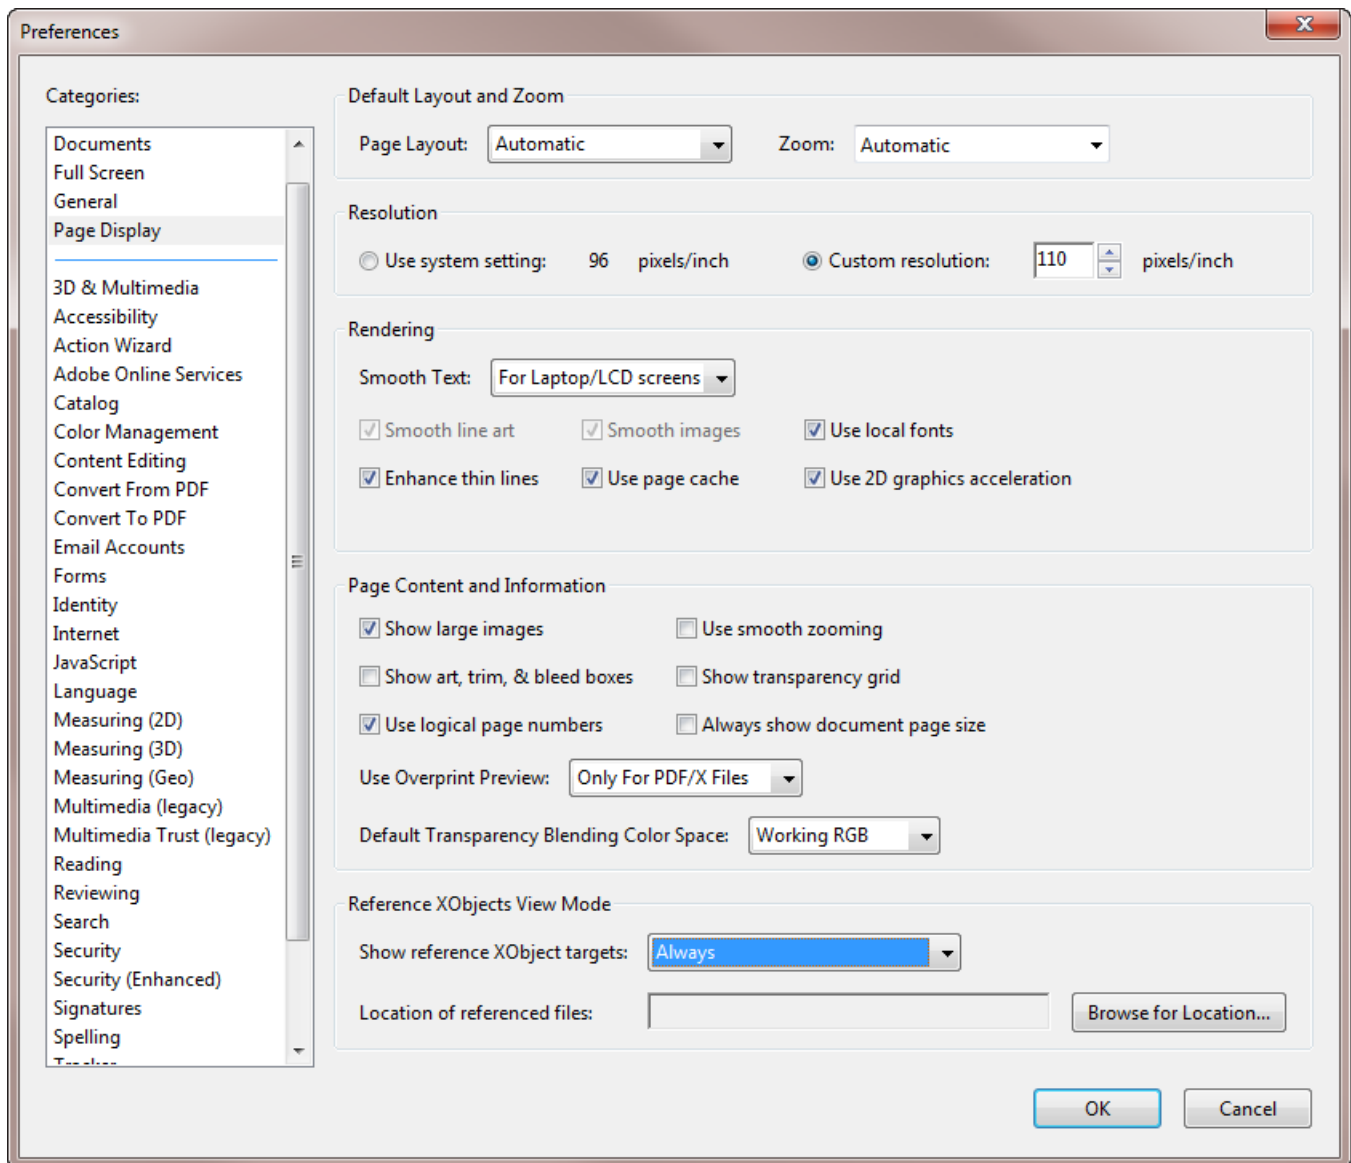 Preferences
Categories:
Documents
Full Screen
General
Page Display
3D & Multimedia
Accessibility
Action Wizard
Adobe Online Services
Catalog
Color Management
Content Editing
Convert From PDF
Convert To PDF
Email Accounts
Forms
Identity
Internet
JavaScript
Language
Measuring (2D)
Measuring (3D)
Measuring (Geo)
Multimedia (legacy)
Multimedia Trust (legacy)
Reading
Reviewing
Search
Security
Security (Enhanced)
Signatures
Spelling
Tracker
Default Layout and Zoom
Page Layout: Automatic Zoom: Automatic
Resolution
Use system setting: 96 pixels/inch Custom resolution: 110 pixels/inch
Rendering
Smooth Text: For Laptop/LCD screens
Smooth line art Smooth images Use local fonts
Enhance thin lines Use page cache Use 2D graphics acceleration
Page Content and Information
Show large images Use smooth zooming
Show art, trim, & bleed boxes Show transparency grid
Use logical page numbers Always show document page size
Use Overprint Preview: Only For PDF/X Files
Default Transparency Blending Color Space: Working RGB
Reference XObjects View Mode
Show reference XObject targets: Always
Location of referenced files: Browse for Location...
OK Cancel